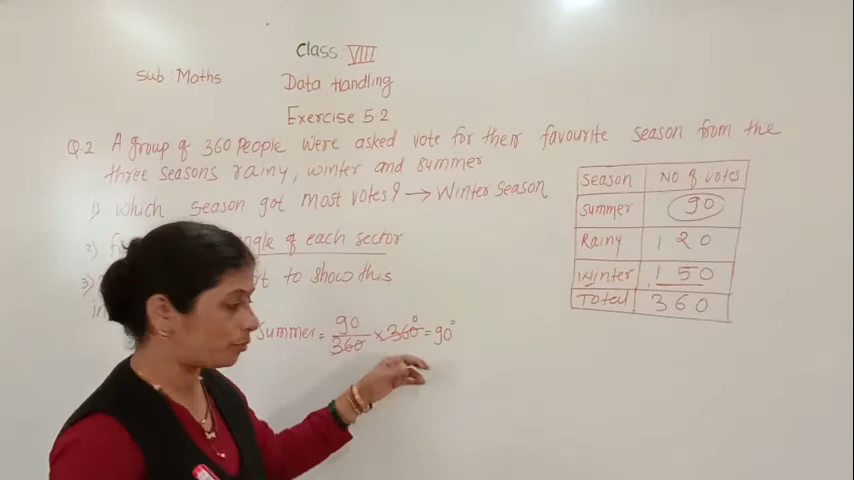 Class VIII
Sub Maths
Data Handling
Exercise 5.2
Q.2 A group of 360 people were asked vote for their favourite season from the
three seasons rainy, winter and summer
1) which season got most votes? → Winter season
2) angle of each sector
3) to show this
Summer = 90/360 × 360° = 90°
Season No of votes
Summer 90
Rainy 120
Winter 150
Total 360